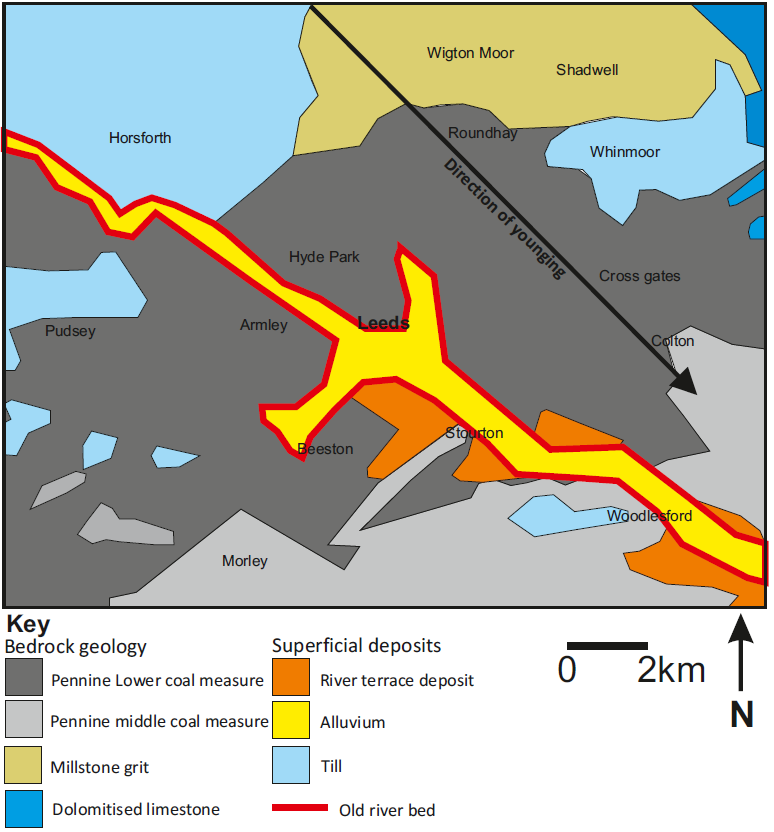 Wigton Moor
Shadwell
Horsforth
Roundhay
Whinmoor
Direction of younging
Hyde Park
Cross gates
Pudsey
Armley
Leeds
Colton
Stourton
Beeston
Woodlesford
Morley
Key
Bedrock geology
Pennine Lower coal measure
Pennine middle coal measure
Millstone grit
Dolomitised limestone
Superficial deposits
River terrace deposit
Alluvium
Till
Old river bed
0 2km
N